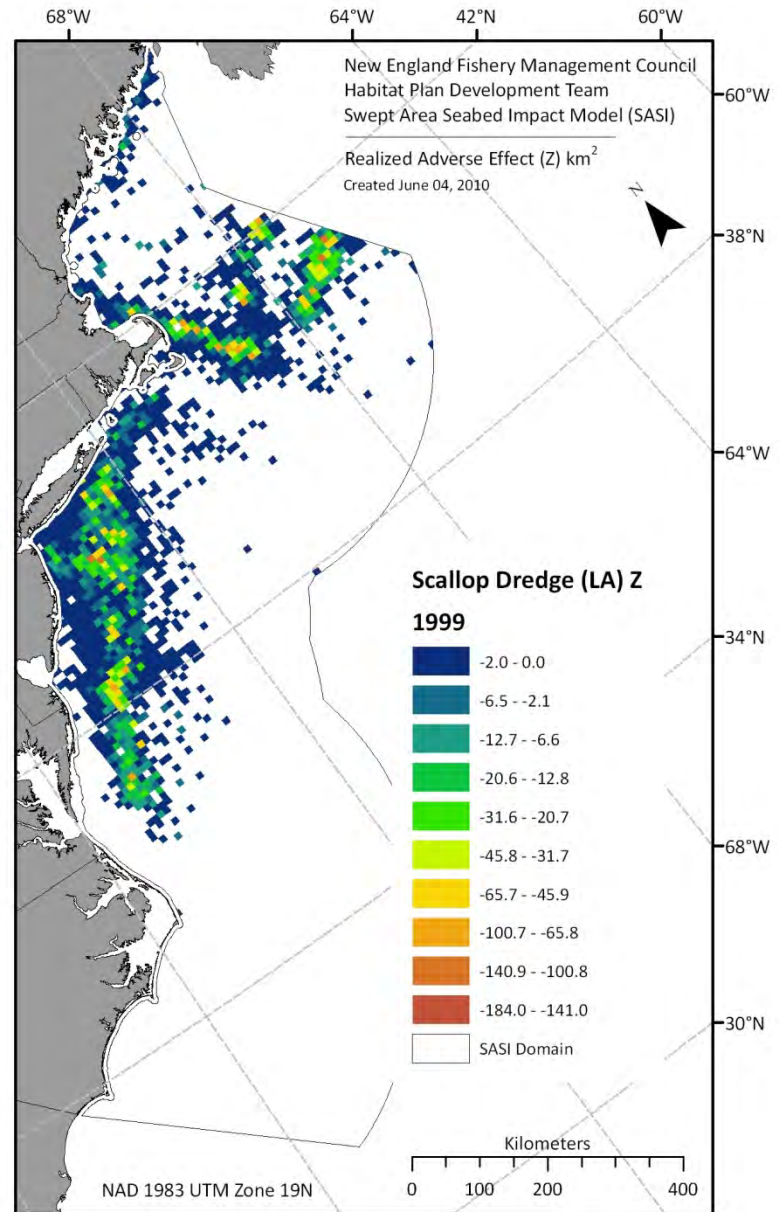 68°W
64°W
42°N
60°W
New England Fishery Management Council
Habitat Plan Development Team
Swept Area Seabed Impact Model (SASI)
Realized Adverse Effect (Z) km²
Created June 04, 2010
N
60°W
38°N
64°W
34°N
68°W
30°N
Scallop Dredge (LA) Z
1999
-2.0 - 0.0
-6.5 - -2.1
-12.7 - -6.6
-20.6 - -12.8
-31.6 - -20.7
-45.8 - -31.7
-65.7 - -45.9
-100.7 - -65.8
-140.9 - -100.8
-184.0 - -141.0
SASI Domain
Kilometers
0 100 200 400
NAD 1983 UTM Zone 19N